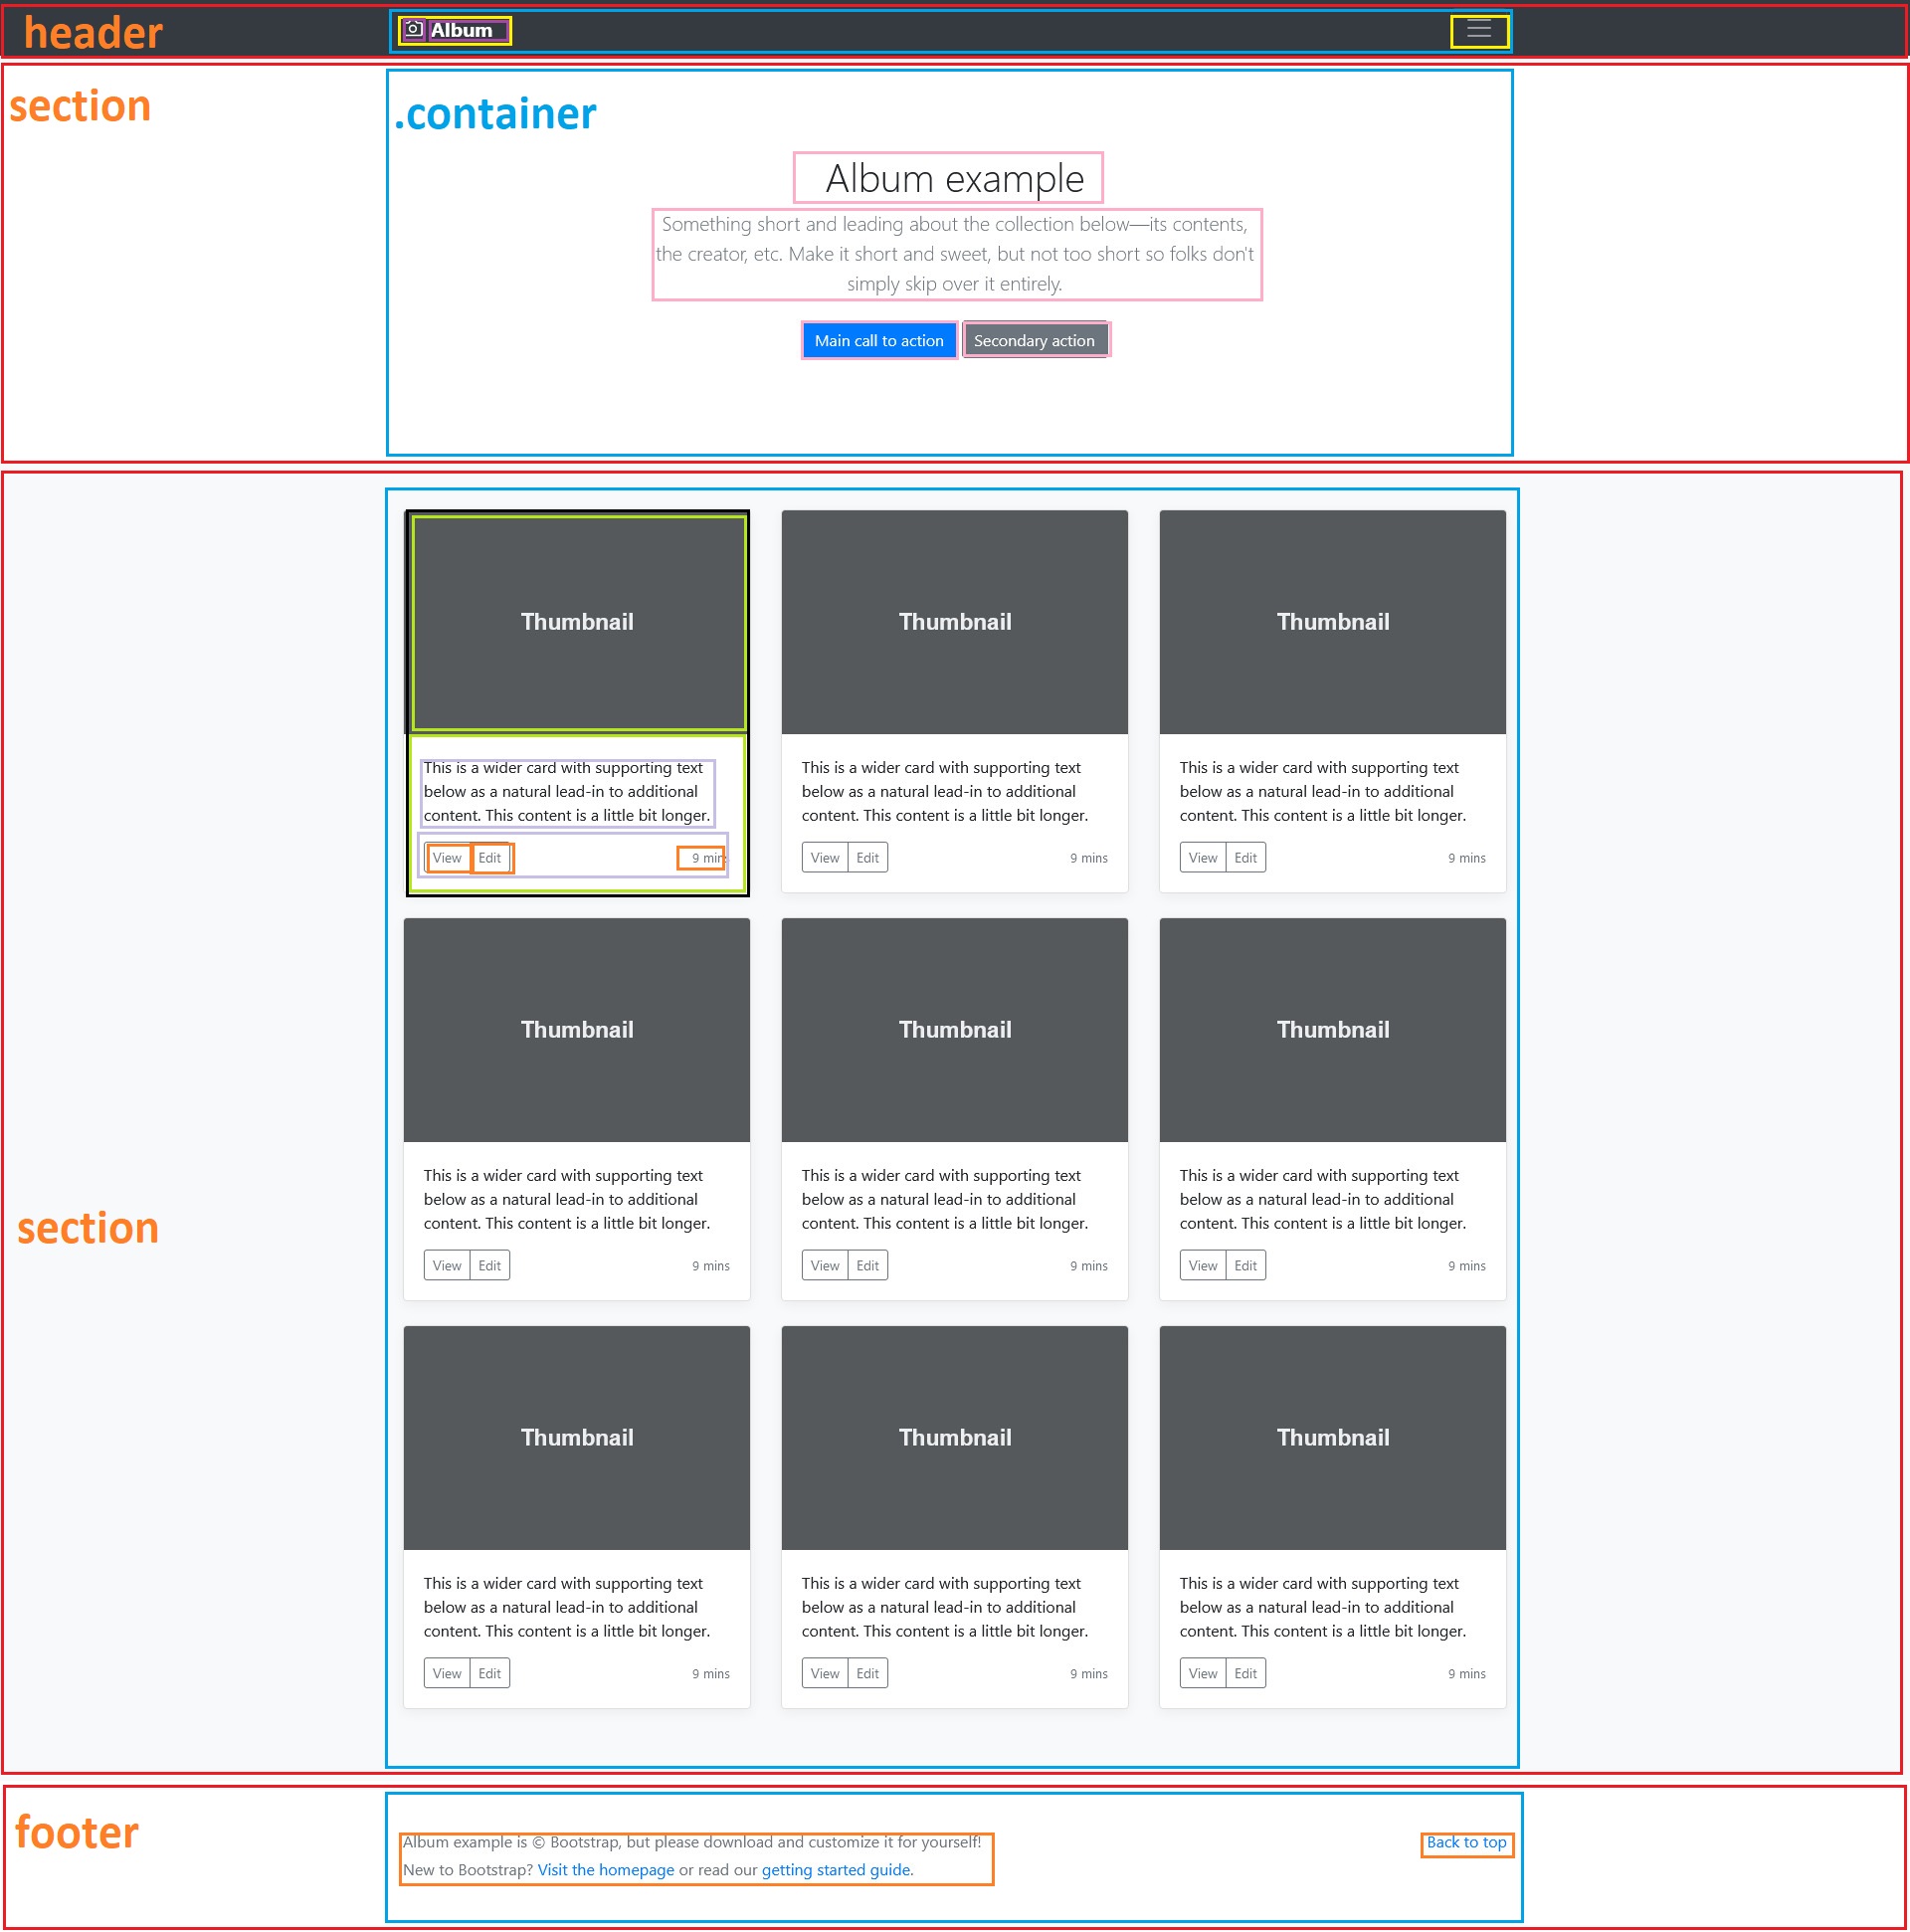 header
Album
section
.container
Album example
Something short and leading about the collection below—its contents,
the creator, etc. Make it short and sweet, but not too short so folks don't
simply skip over it entirely.
Main call to action
Secondary action
Thumbnail
Thumbnail
Thumbnail
This is a wider card with supporting text
below as a natural lead-in to additional
content. This content is a little bit longer.
View
Edit
9 mins
This is a wider card with supporting text
below as a natural lead-in to additional
content. This content is a little bit longer.
View
Edit
9 mins
This is a wider card with supporting text
below as a natural lead-in to additional
content. This content is a little bit longer.
View
Edit
9 mins
Thumbnail
Thumbnail
Thumbnail
This is a wider card with supporting text
below as a natural lead-in to additional
content. This content is a little bit longer.
View
Edit
9 mins
This is a wider card with supporting text
below as a natural lead-in to additional
content. This content is a little bit longer.
View
Edit
9 mins
This is a wider card with supporting text
below as a natural lead-in to additional
content. This content is a little bit longer.
View
Edit
9 mins
section
Thumbnail
Thumbnail
Thumbnail
This is a wider card with supporting text
below as a natural lead-in to additional
content. This content is a little bit longer.
View
Edit
9 mins
This is a wider card with supporting text
below as a natural lead-in to additional
content. This content is a little bit longer.
View
Edit
9 mins
This is a wider card with supporting text
below as a natural lead-in to additional
content. This content is a little bit longer.
View
Edit
9 mins
footer
Album example is © Bootstrap, but please download and customize it for yourself!
Back to top
New to Bootstrap? Visit the homepage or read our getting started guide.